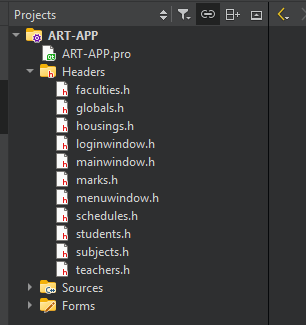 Projects
ART-APP
ART-APP.pro
Headers
faculties.h
globals.h
housings.h
loginwindow.h
mainwindow.h
marks.h
menuwindow.h
schedules.h
students.h
subjects.h
teachers.h
Sources
Forms